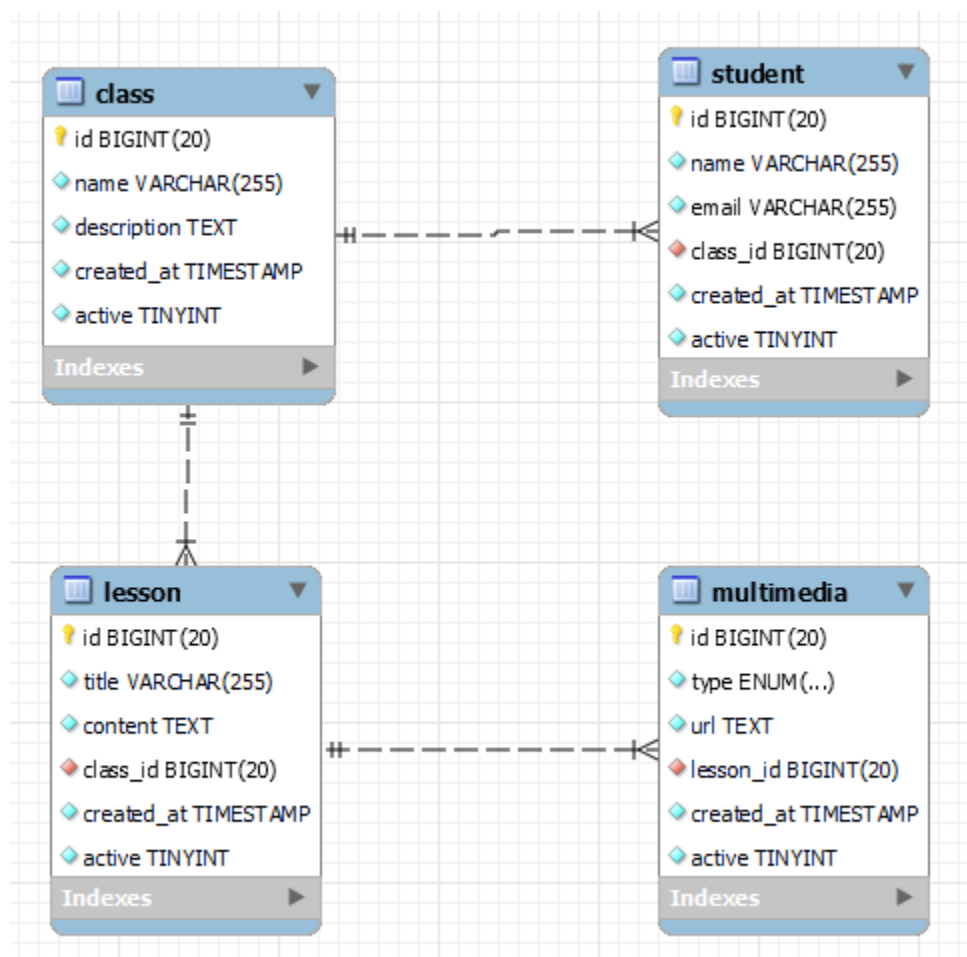 class
id BIGINT(20)
name VARCHAR(255)
description TEXT
created_at TIMESTAMP
active TINYINT
Indexes
student
id BIGINT(20)
name VARCHAR(255)
email VARCHAR(255)
class_id BIGINT(20)
created_at TIMESTAMP
active TINYINT
Indexes
lesson
id BIGINT(20)
title VARCHAR(255)
content TEXT
class_id BIGINT(20)
created_at TIMESTAMP
active TINYINT
Indexes
multimedia
id BIGINT(20)
type ENUM(...)
url TEXT
lesson_id BIGINT(20)
created_at TIMESTAMP
active TINYINT
Indexes